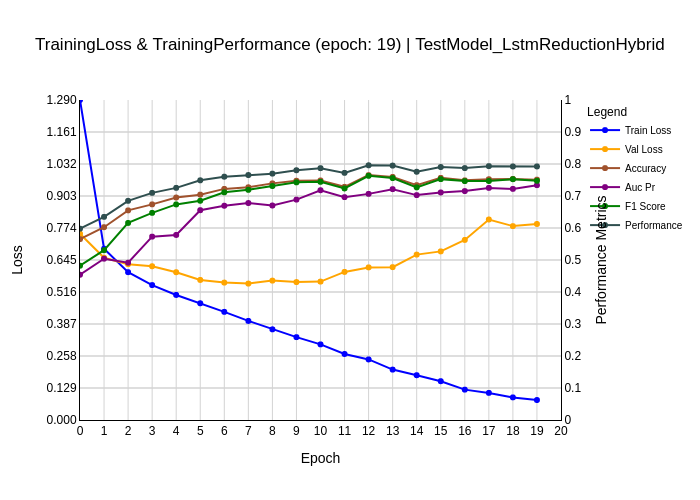 TrainingLoss & TrainingPerformance (epoch: 19) | TestModel_LstmReductionHybrid
1.290
1.161
1.032
0.903
0.774
0.645
0.516
0.387
0.258
0.129
0.000
Loss
0 1 2 3 4 5 6 7 8 9 10 11 12 13 14 15 16 17 18 19 20
Epoch
1
0.9
0.8
0.7
0.6
0.5
0.4
0.3
0.2
0.1
0
Performance Metrics
Legend
Train Loss
Val Loss
Accuracy
Auc Pr
F1 Score
Performance